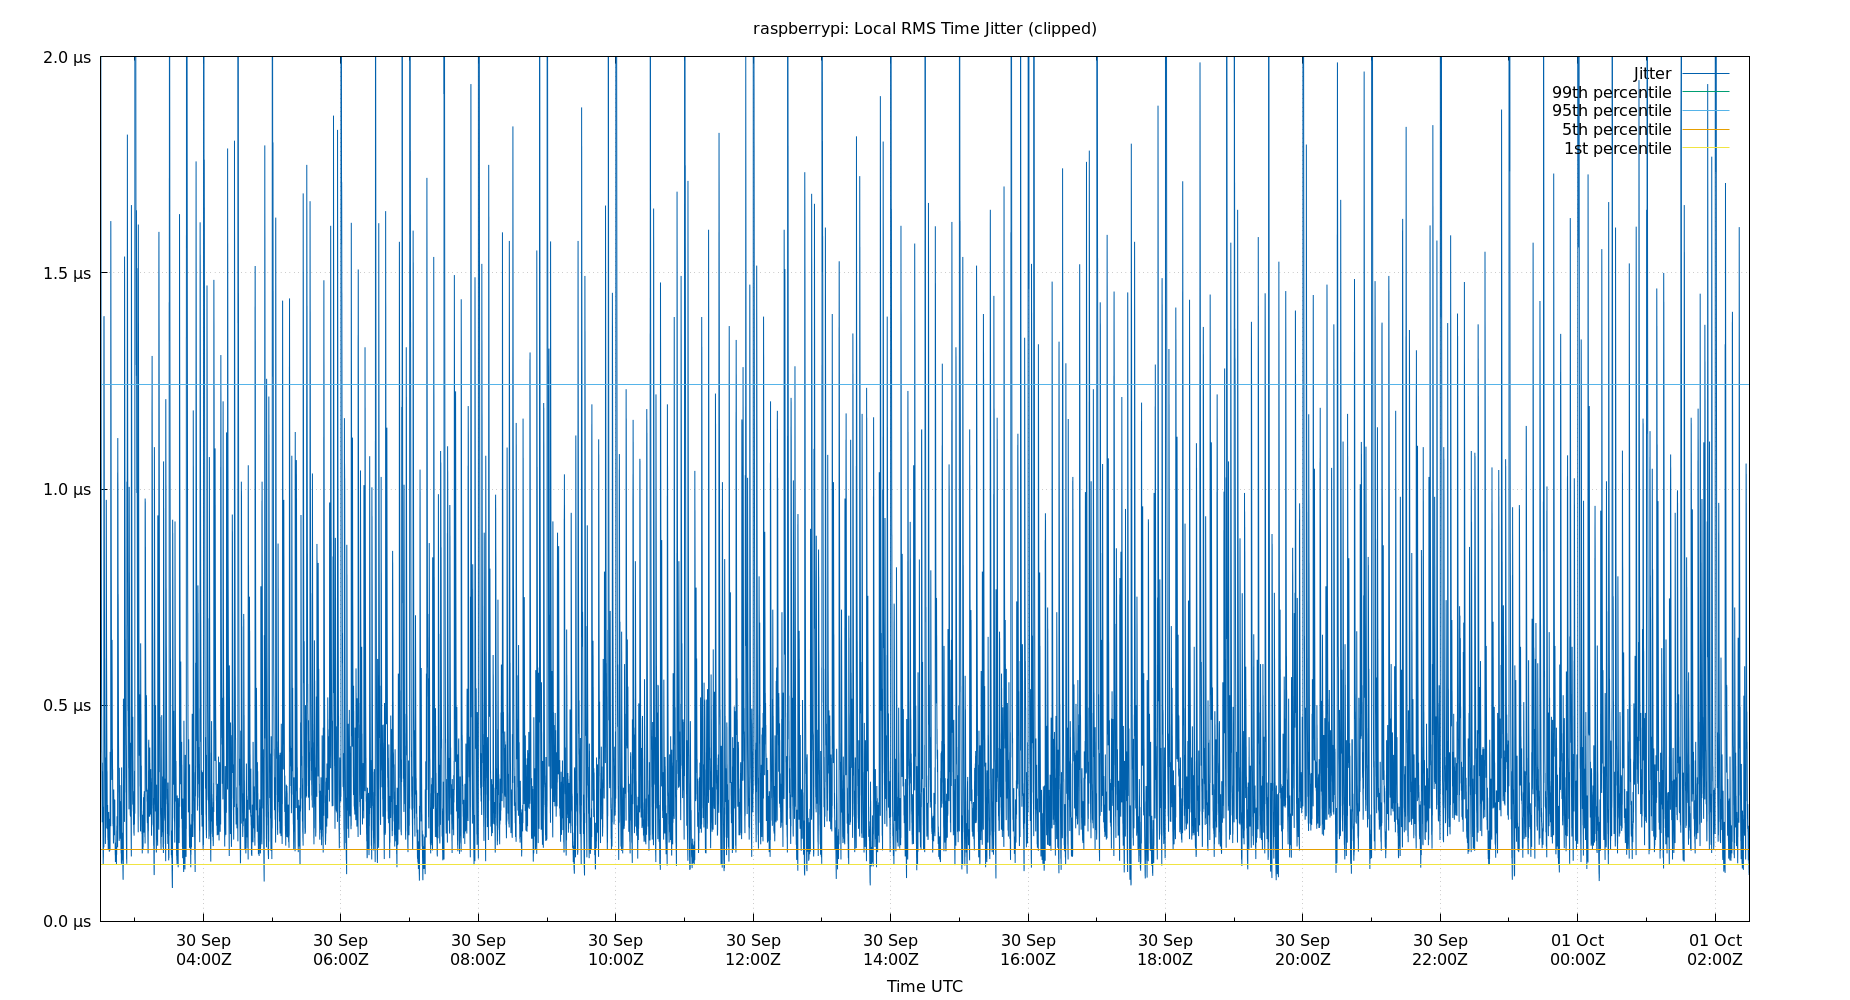 raspberrypi: Local RMS Time Jitter (clipped)
2.0 μs
1.5 μs
1.0 μs
0.5 μs
0.0 μs
Jitter
99th percentile
95th percentile
5th percentile
1st percentile
30 Sep 30 Sep 30 Sep 30 Sep 30 Sep 30 Sep 30 Sep 30 Sep 30 Sep 30 Sep 01 Oct 01 Oct
04:00Z 06:00Z 08:00Z 10:00Z 12:00Z 14:00Z 16:00Z 18:00Z 20:00Z 22:00Z 00:00Z 02:00Z
Time UTC